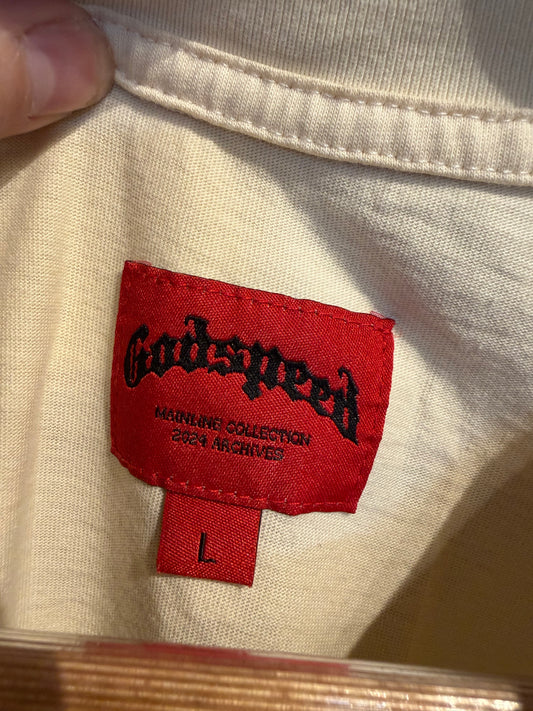 Godspeed
MAINLINE COLLECTION
2024 ARCHIVES
L